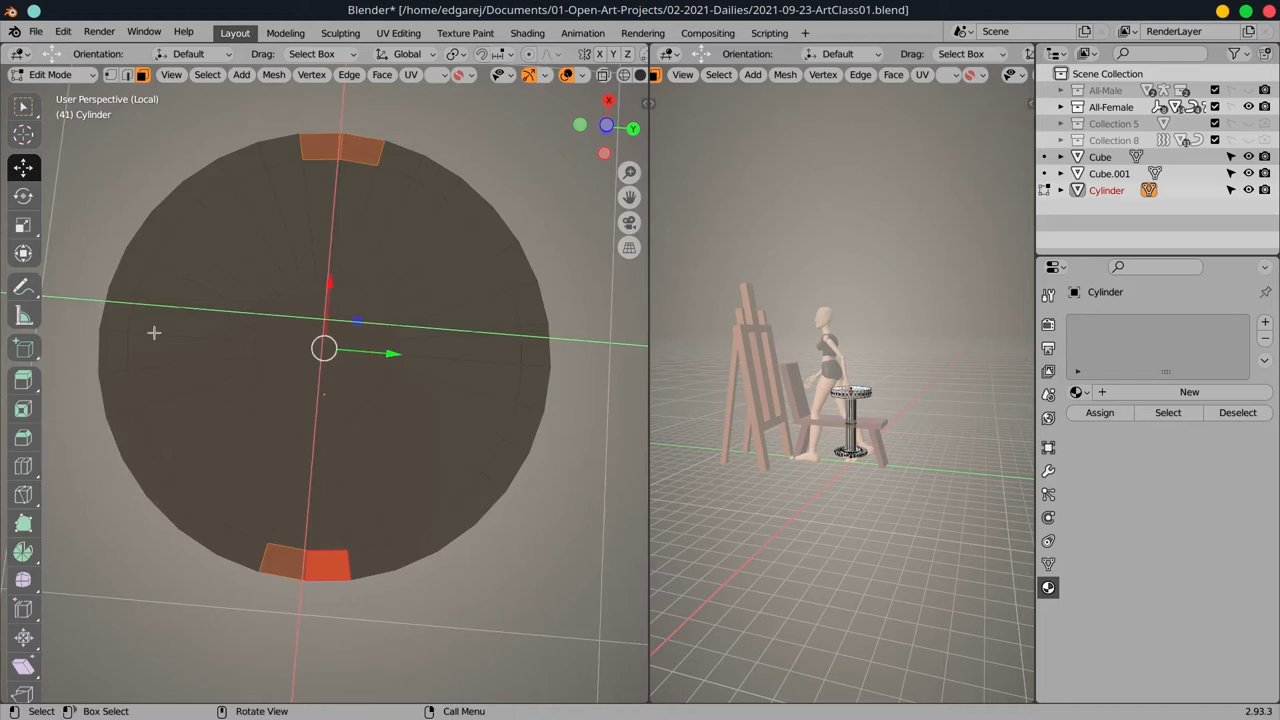 Blender* [/home/edgarej/Documents/01-Open-Art-Projects/02-2021-Dailies/2021-09-23-ArtClass01.blend]
File Edit Render Window Help Layout Modeling Sculpting UV Editing Texture Paint Shading Animation Rendering Compositing Scripting + Scene RenderLayer
Orientation: Default Drag: Select Box Global X Y Z Orientation: Default Drag: Select Box
Edit Mode View Select Add Mesh Vertex Edge Face UV View Select Add Mesh Vertex Edge Face UV
User Perspective (Local)
(41) Cylinder
X
Y
Scene Collection
All-Male
All-Female
Collection 5
Collection 8
Cube
Cube.001
Cylinder
Cylinder
New
Assign Select Deselect
Select Box Select Rotate View Call Menu 2.93.3